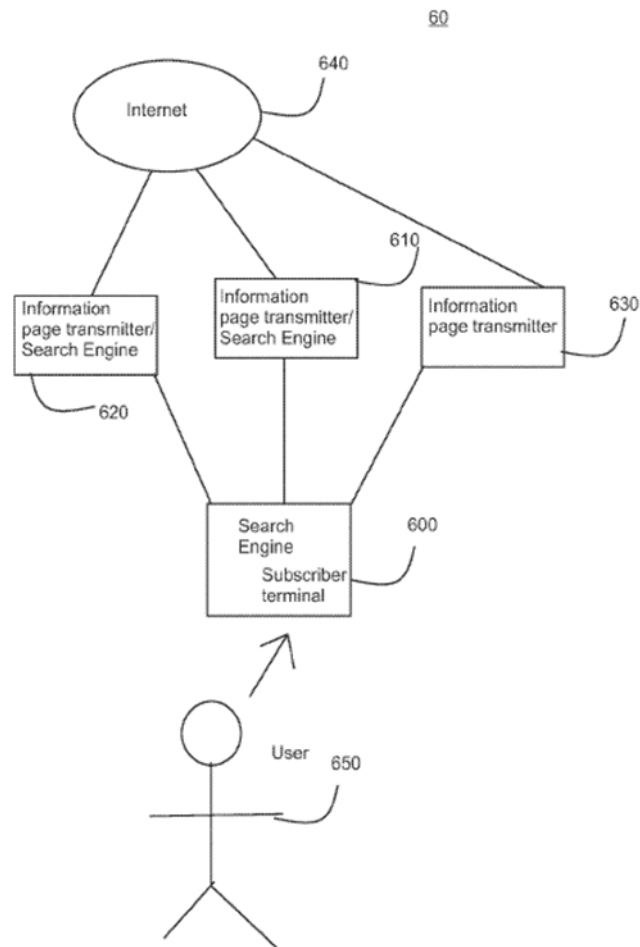 60
640
Internet
610
Information
page transmitter/
Search Engine
Information
page transmitter/
Search Engine
Information
page transmitter
630
620
Search
Engine
Subscriber
terminal
600
User
650